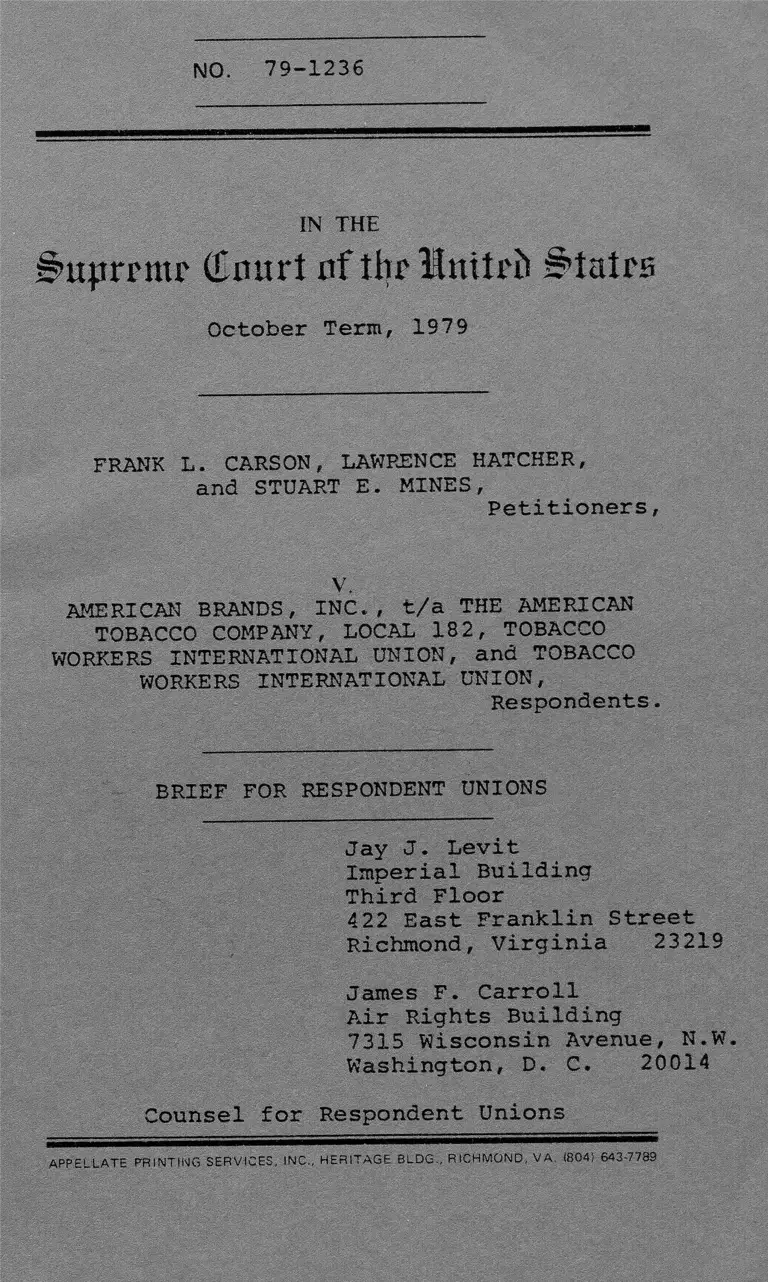 NO. 79-1236
IN THE
Supreme Court of the United States
October Term, 1979
FRANK L. CARSON, LAWRENCE HATCHER,
and STUART E. MINES,
Petitioners,
V.
AMERICAN BRANDS, INC., t/a THE AMERICAN
TOBACCO COMPANY, LOCAL 182, TOBACCO
WORKERS INTERNATIONAL UNION, and TOBACCO
WORKERS INTERNATIONAL UNION,
Respondents.
BRIEF FOR RESPONDENT UNIONS
Jay J. Levit
Imperial Building
Third Floor
422 East Franklin Street
Richmond, Virginia 23219
James F. Carroll
Air Rights Building
7315 Wisconsin Avenue, N.W.
Washington, D. C. 20014
Counsel for Respondent Unions
APPELLATE PRINTING SERVICES, INC., HERITAGE BLDG., RICHMOND, VA. (804) 643-7789